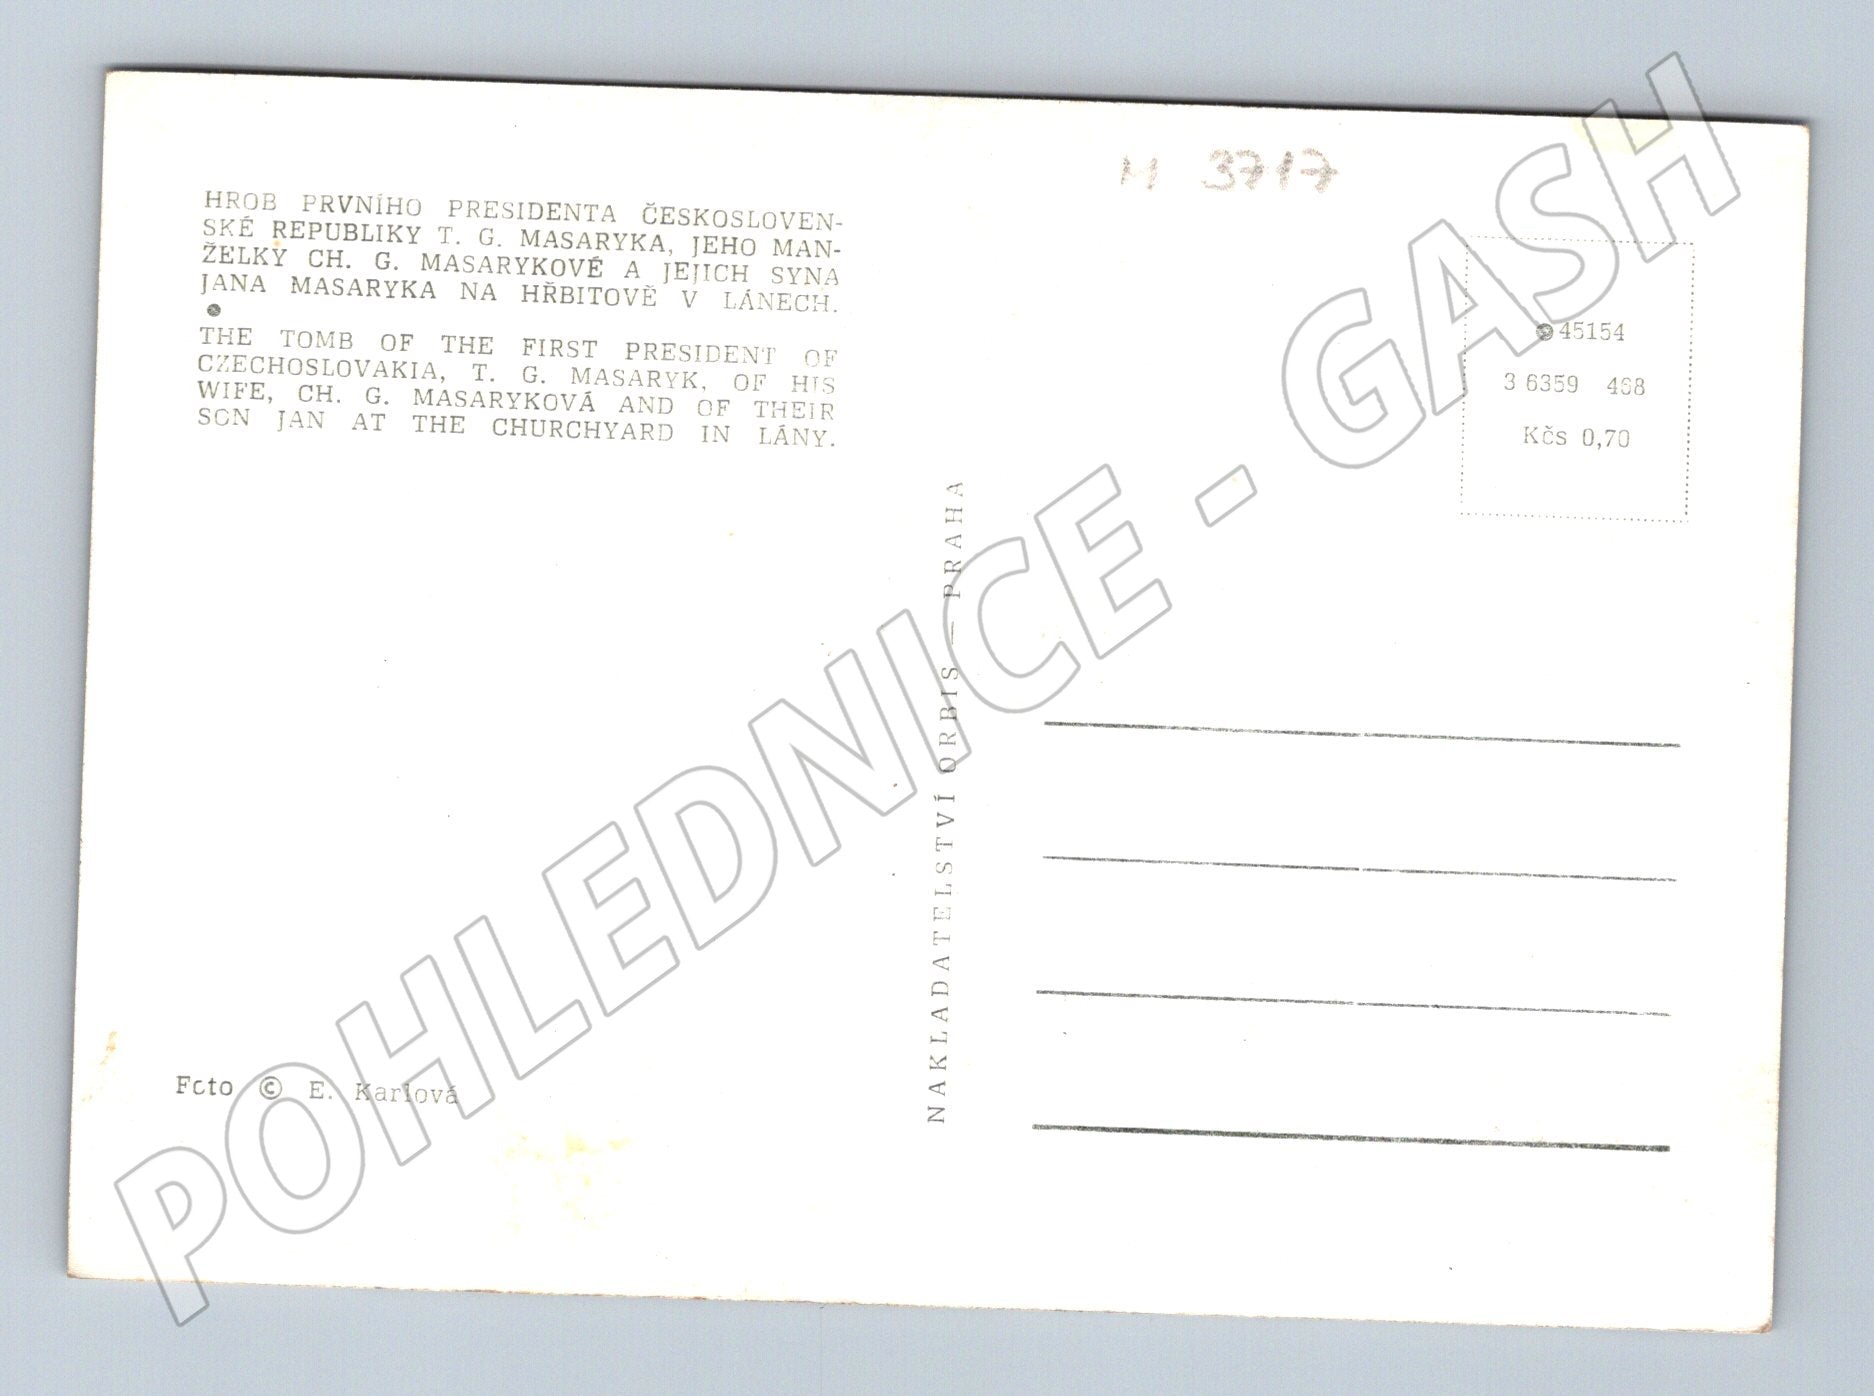 HROB PRVNÍHO PRESIDENTA ČESKOSLOVEN-
SKÉ REPUBLIKY T. G. MASARYKA, JEHO MAN-
ŽELKY CH. G. MASARYKOVÉ A JEJICH SYNA
JANA MASARYKA NA HŘBITOVĚ V LÁNECH.
●
THE TOMB OF THE FIRST PRESIDENT OF
CZECHOSLOVAKIA, T. G. MASARYK, OF HIS
WIFE, CH. G. MASARYKOVÁ AND OF THEIR
SON JAN AT THE CHURCHYARD IN LÁNY.
Foto © E. Karlová
NAKLADATELSTVÍ ORBIS — PRAHA
M 3717
45154
3 6359 468
Kčs 0,70
POHLEDNICE - GASH